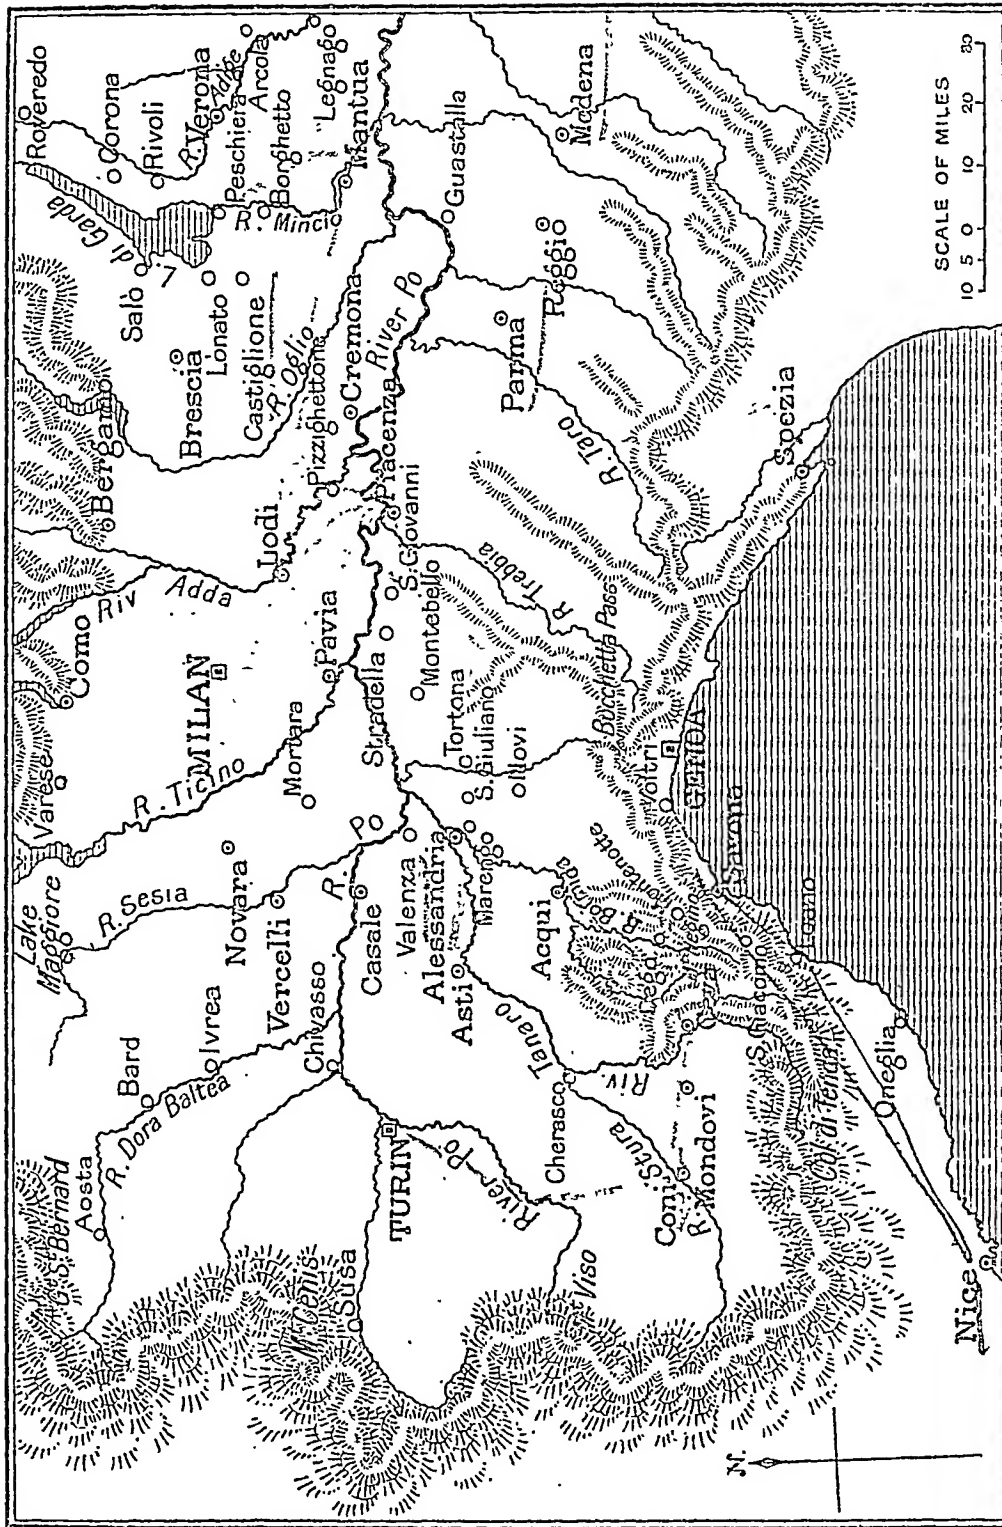 Roveredo
Corona
Rivoli
R. Verona
Adige
Peschiera
Arcola
Borghetto
Legnago
R. Minci
Mantua
di Garda
Salò
Lonato
Castiglione
Brescia
R. Oglio
Bergamo
Pizzighettone
Cremona
River Po
Guastalla
Modena
Reggio
Parma
R. Taro
Como
Riv
Adda
Lodi
Piacenza
S. Giovanni
R Trebbia
Spezia
MILAN
Pavia
Stradella
Montebello
Varese
R. Ticino
Mortara
Tortona
S. Giuliano
Bocchetta Pass
Lake
Maggiore
R. Sesia
Novara
Vercelli
R. Po
Casale
Valenza
Alessandria
Marengo
Voltri
GENOA
Savona
Bard
Ivrea
Chivasso
Asti
Acqui
R. Bormida
G. St Bernard
Aosta
R. Dora Baltea
TURIN
River Po
Tanaro
Riv.
Cherasco
S. Giacomo
Loano
Oneglia
Mt Cenis
Susa
Viso
Stura
Coni
R. Mondovi
Col di Tenda
Nice
N.
SCALE OF MILES
10 5 0 10 20 30